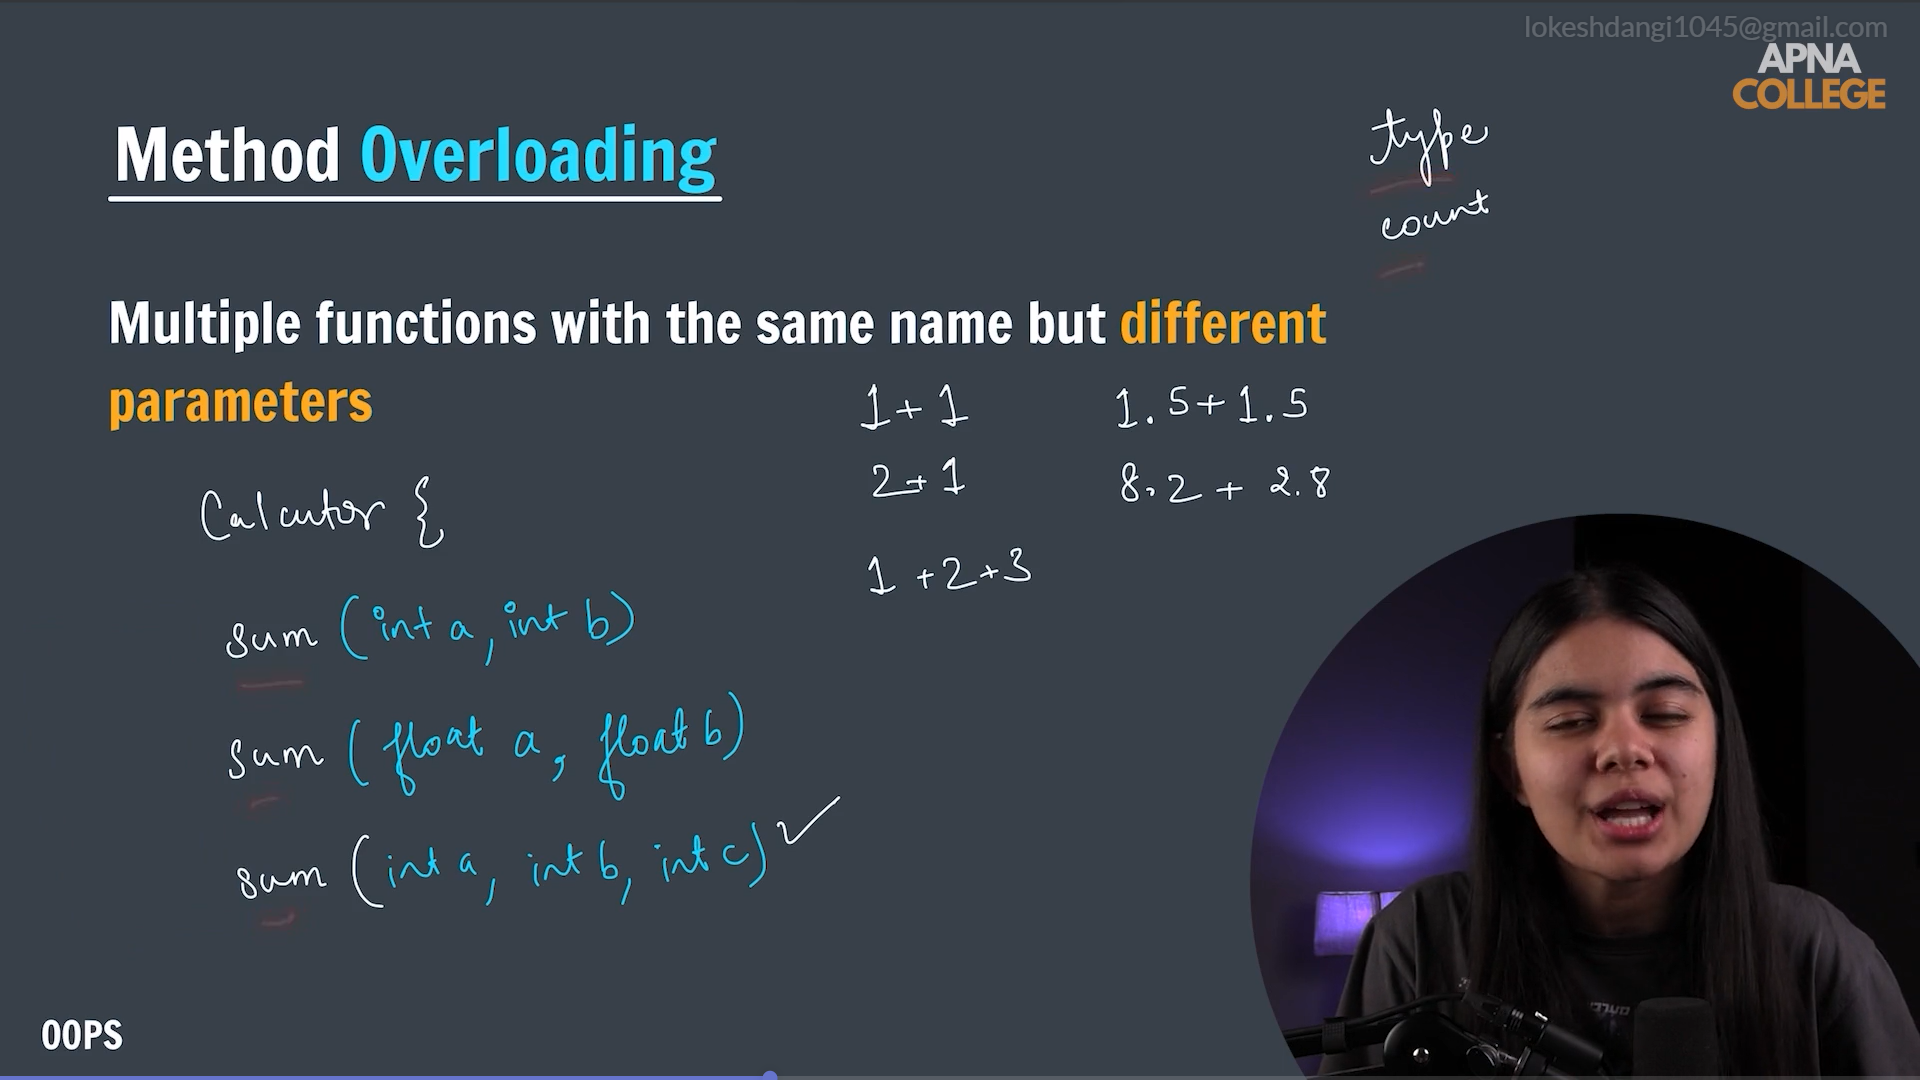 lokeshdangi1045@gmail.com
APNA
COLLEGE
Method Overloading
type
count
Multiple functions with the same name but different
parameters
1 + 1
1.5 + 1.5
2 + 1
8.2 + 2.8
Calcutor {
1 + 2 + 3
sum (int a, int b)
sum (float a, float b)
sum (int a, int b, int c) ✓
OOPS